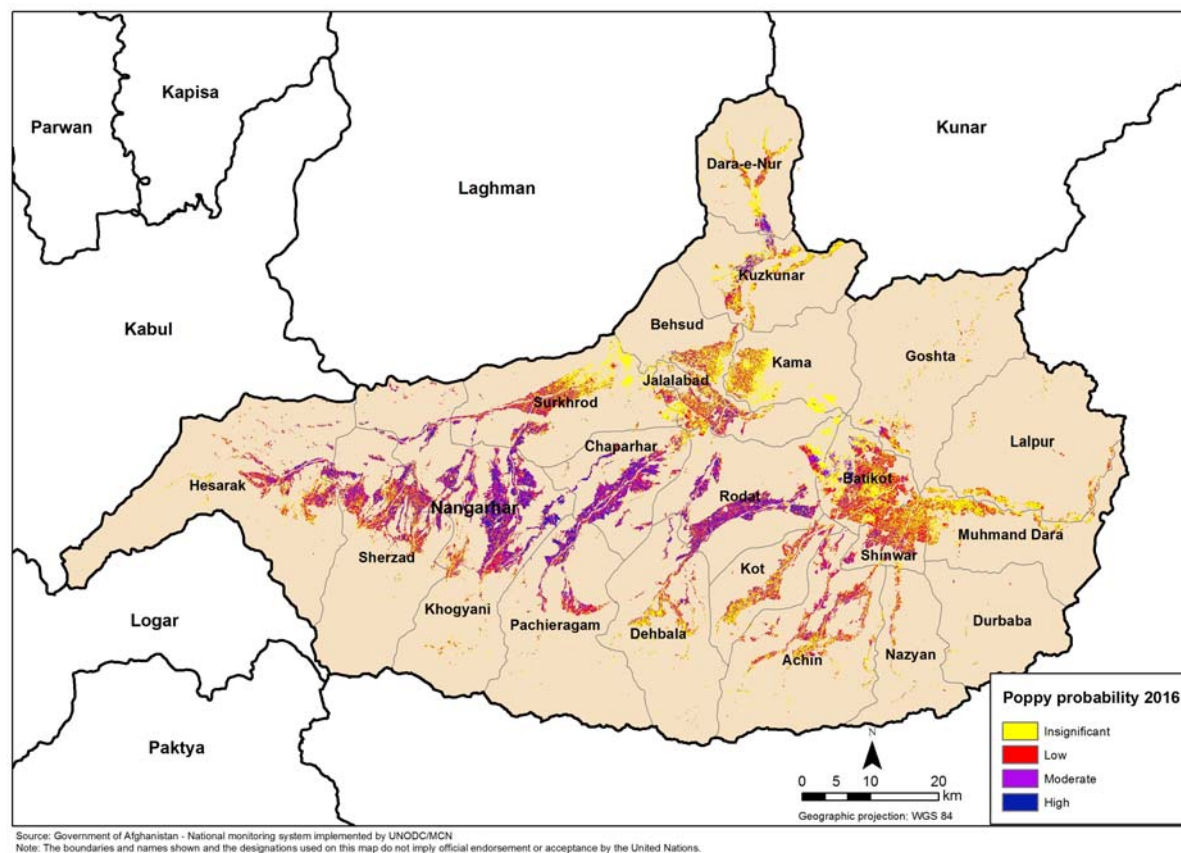 Kapisa
Parwan
Kunar
Dara-e-Nur
Laghman
Kuzkunar
Kabul
Behsud
Goshta
Kama
Jalalabad
Surkhrod
Lalpur
Chaparhar
Batikot
Hesarak
Rodat
Nangarhar
Muhmand Dara
Sherzad
Shinwar
Kot
Khogyani
Logar
Pachieragam
Durbaba
Dehbala
Nazyan
Achin
Paktya
Poppy probability 2016
Insignificant
Low
Moderate
High
N
0 5 10 20
km
Geographic projection: WGS 84
Source: Government of Afghanistan - National monitoring system implemented by UNODC/MCN
Note: The boundaries and names shown and the designations used on this map do not imply official endorsement or acceptance by the United Nations.